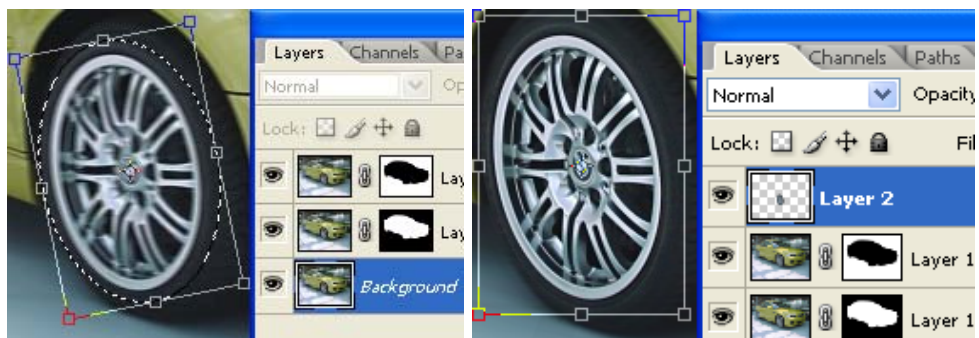 Layers Channels Pa
Normal Op
Lock:
Lay
Lay
Background
Layers Channels Paths
Normal Opacity
Lock: Fil
Layer 2
Layer 1
Layer 1